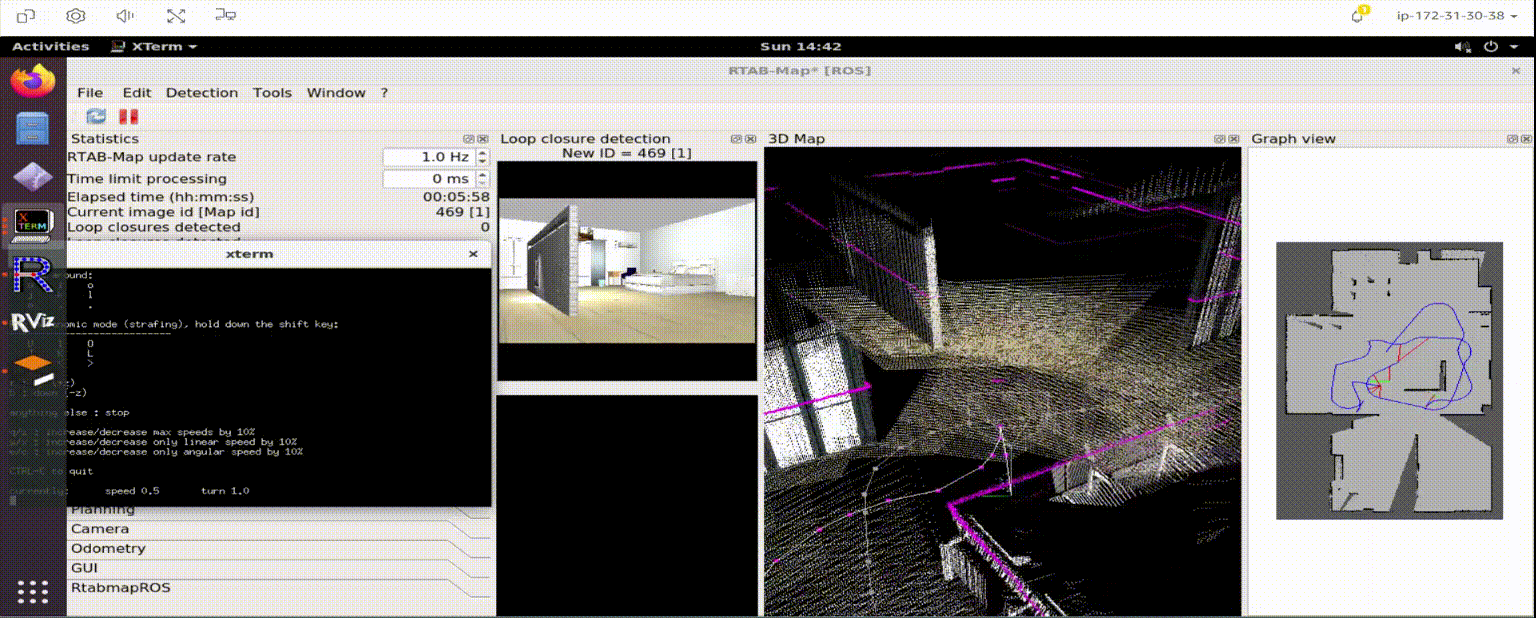 ip-172-31-30-38
Activities
XTerm
Sun 14:42
RTAB-Map* [ROS]
File Edit Detection Tools Window ?
Statistics
RTAB-Map update rate 1.0 Hz
Time limit processing 0 ms
Elapsed time (hh:mm:ss) 00:05:58
Current image id [Map id] 469 [1]
Loop closures detected 0
Loop closure detection
New ID = 469 [1]
3D Map
Graph view
xterm
ound:
o
l
.
omic mode (strafing), hold down the shift key:
O
L
>
(-z)
anything else : stop
increase/decrease max speeds by 10%
increase/decrease only linear speed by 10%
increase/decrease only angular speed by 10%
CTRL-C to quit
currently: speed 0.5 turn 1.0
X
TERM
R
RViz
Planning
Camera
Odometry
GUI
RtabmapROS